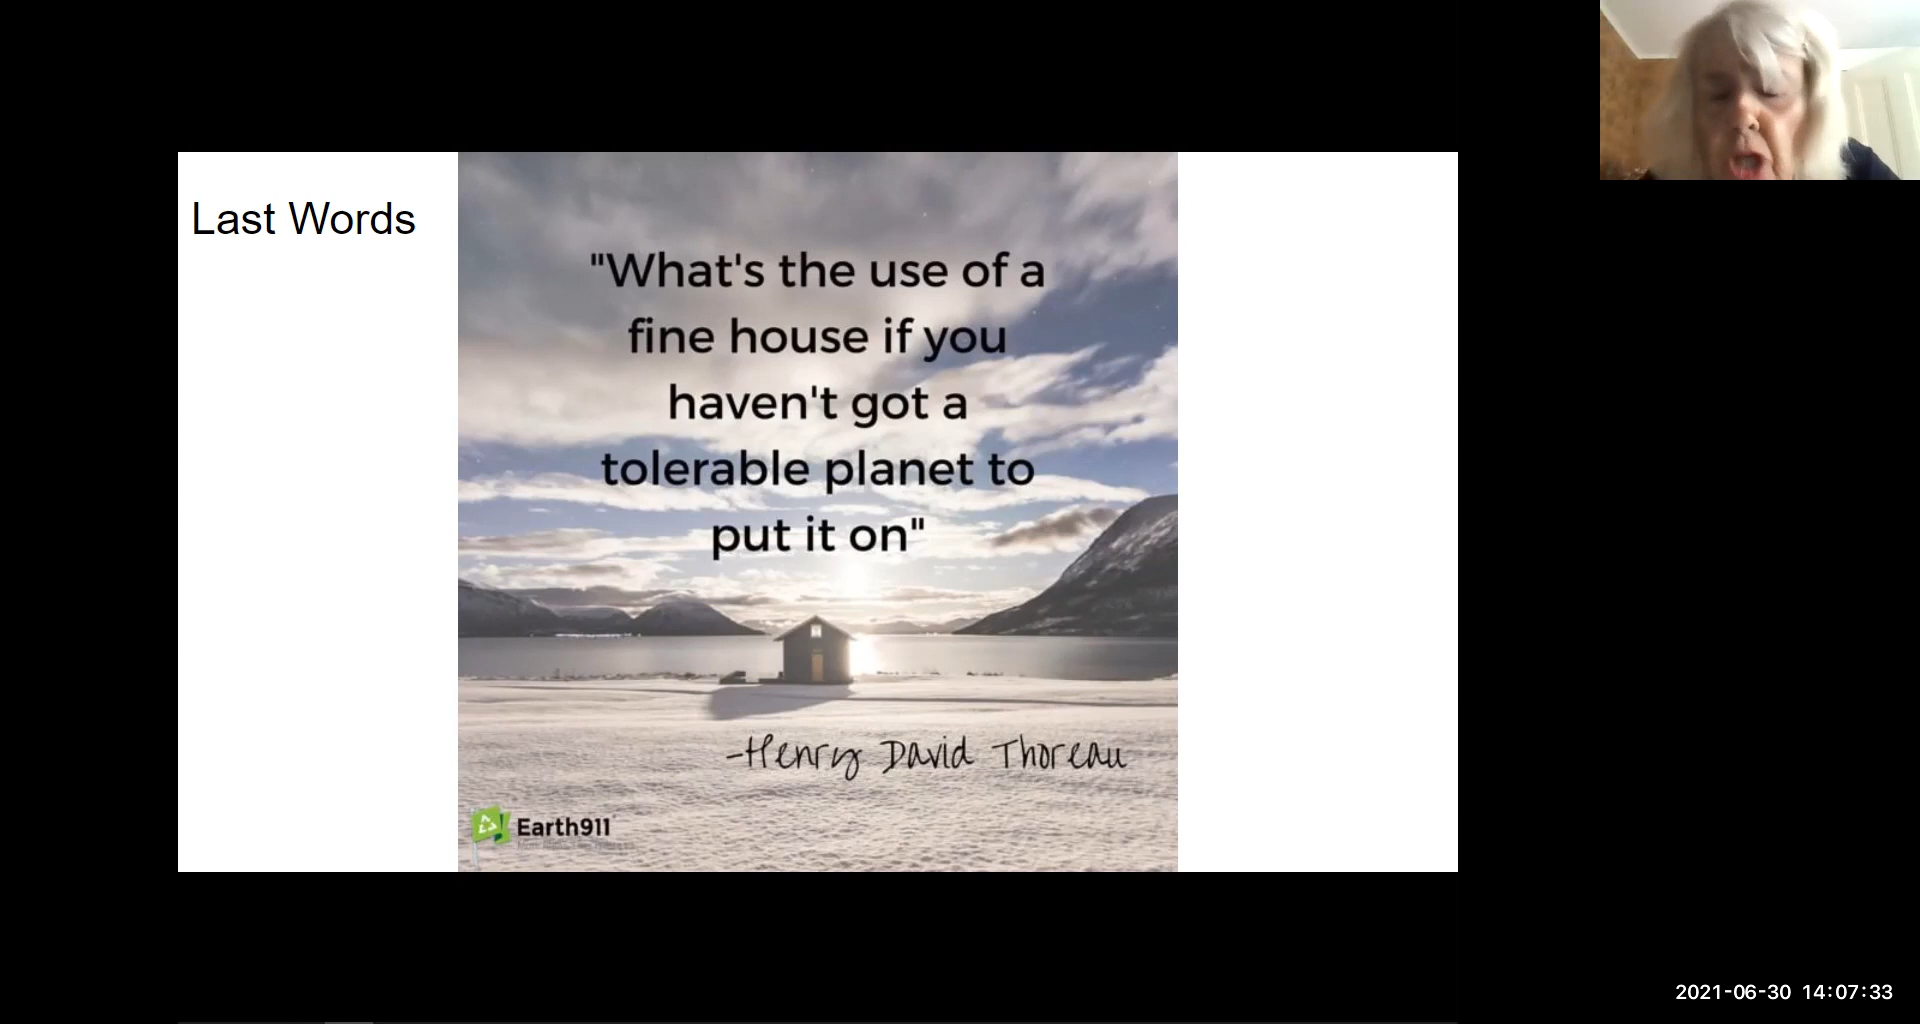 Last Words
"What's the use of a
fine house if you
haven't got a
tolerable planet to
put it on"
-Henry David Thoreau
Earth911
2021-06-30 14:07:33